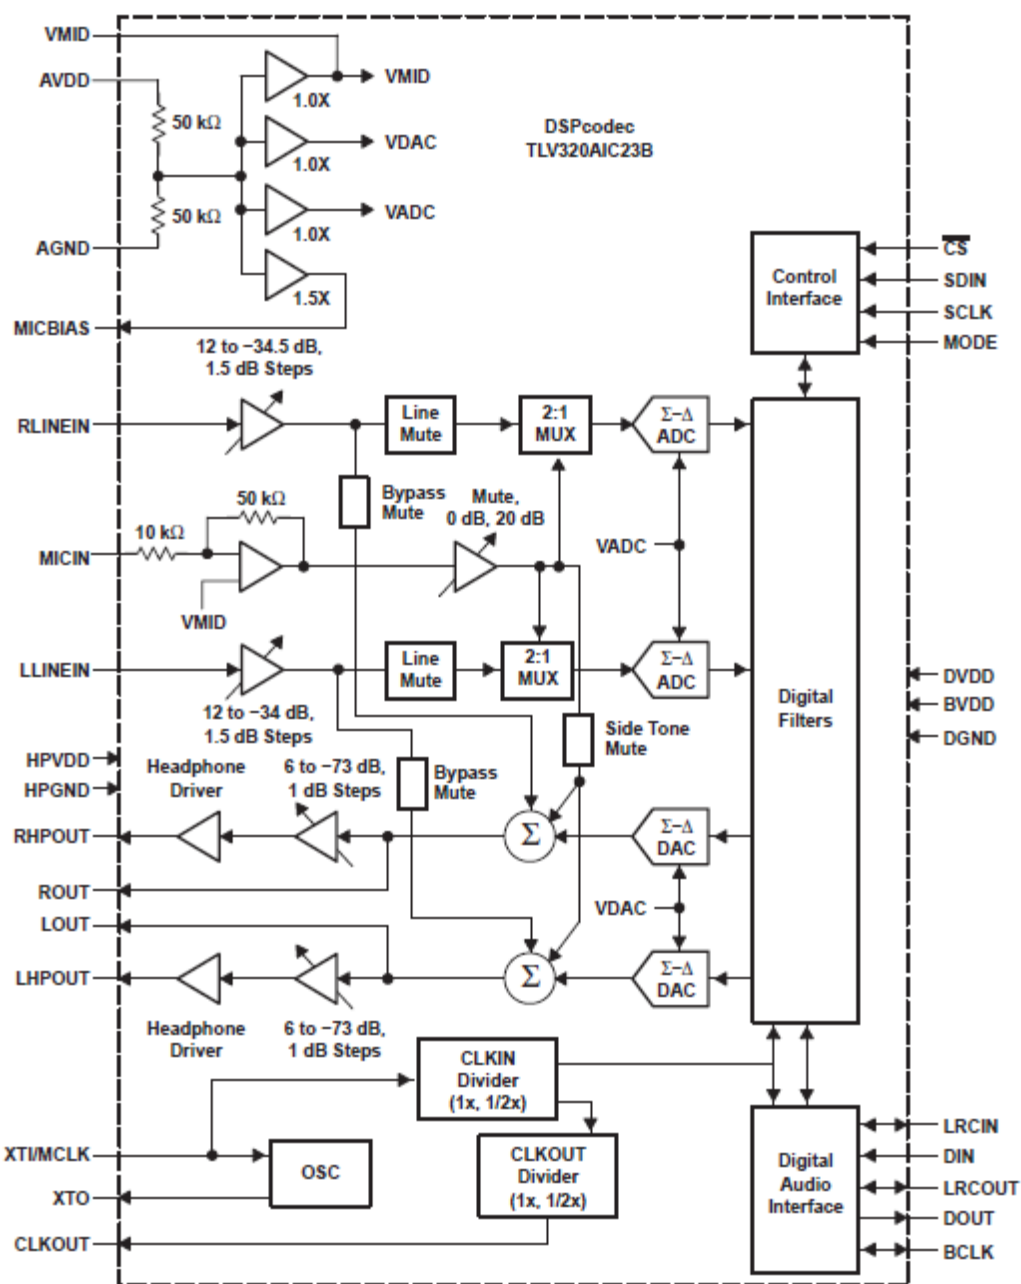 VMID
AVDD
50 kΩ
50 kΩ
AGND
MICBIAS
1.0X
VMID
1.0X
VDAC
1.0X
VADC
1.5X
DSPcodec
TLV320AIC23B
Control
Interface
CS
SDIN
SCLK
MODE
12 to −34.5 dB,
1.5 dB Steps
RLINEIN
Line
Mute
2:1
MUX
Σ−Δ
ADC
Bypass
Mute
Mute,
0 dB, 20 dB
50 kΩ
10 kΩ
MICIN
VMID
VADC
LLINEIN
Line
Mute
2:1
MUX
Σ−Δ
ADC
12 to −34 dB,
1.5 dB Steps
Digital
Filters
DVDD
BVDD
DGND
Side Tone
Mute
HPVDD
HPGND
Headphone
Driver
6 to −73 dB,
1 dB Steps
Bypass
Mute
RHPOUT
Σ
Σ−Δ
DAC
ROUT
LOUT
VDAC
LHPOUT
Σ
Σ−Δ
DAC
Headphone
Driver
6 to −73 dB,
1 dB Steps
CLKIN
Divider
(1x, 1/2x)
XTI/MCLK
OSC
XTO
CLKOUT
CLKOUT
Divider
(1x, 1/2x)
Digital
Audio
Interface
LRCIN
DIN
LRCOUT
DOUT
BCLK